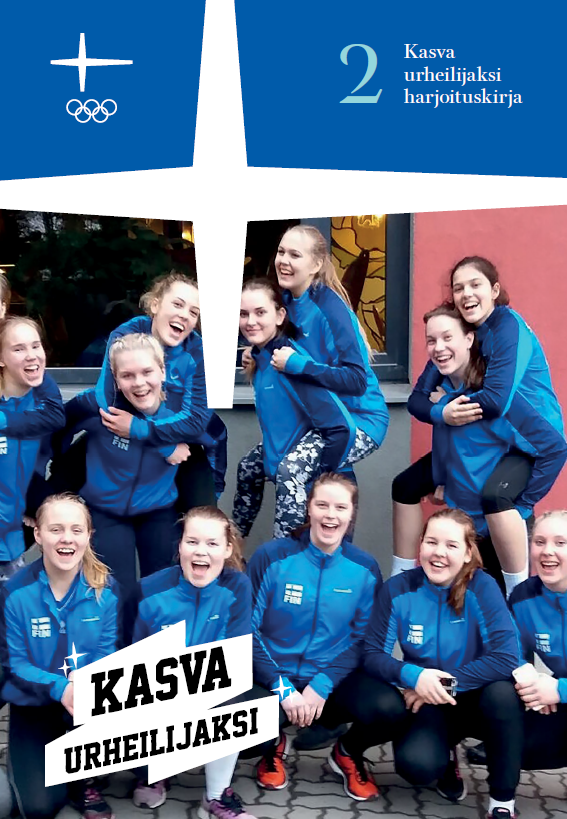 2
Kasva
urheilijaksi
harjoituskirja
FIN
FIN
FIN
FIN
FIN
KASVA
URHEILIJAKSI